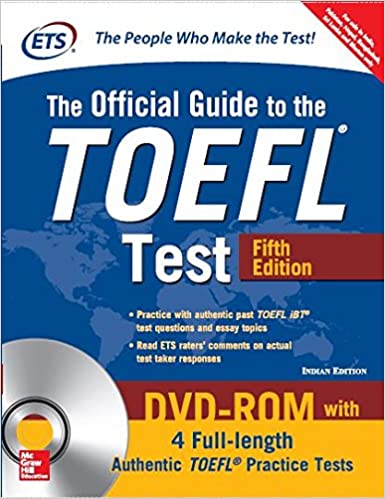 ETS
The People Who Make the Test!
The Official Guide to the
TOEFL®
Test
Fifth
Edition
• Practice with authentic past TOEFL iBT®
test questions and essay topics
• Read ETS raters' comments on actual
test taker responses
INDIAN EDITION
DVD-ROM with
4 Full-length
Authentic TOEFL® Practice Tests
Mc
Graw
Hill
Education